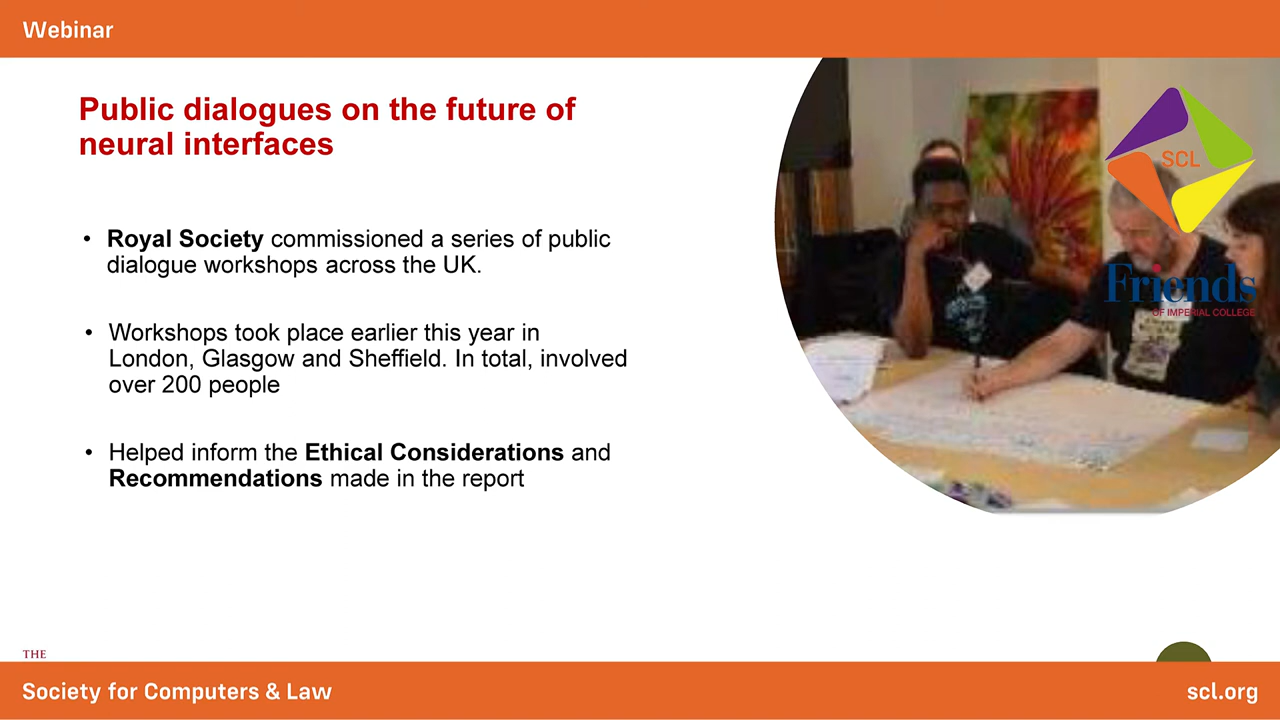 Webinar
Public dialogues on the future of
neural interfaces
• Royal Society commissioned a series of public
dialogue workshops across the UK.
• Workshops took place earlier this year in
London, Glasgow and Sheffield. In total, involved
over 200 people
• Helped inform the Ethical Considerations and
Recommendations made in the report
SCL
Friends
OF IMPERIAL COLLEGE
THE
Society for Computers & Law
scl.org